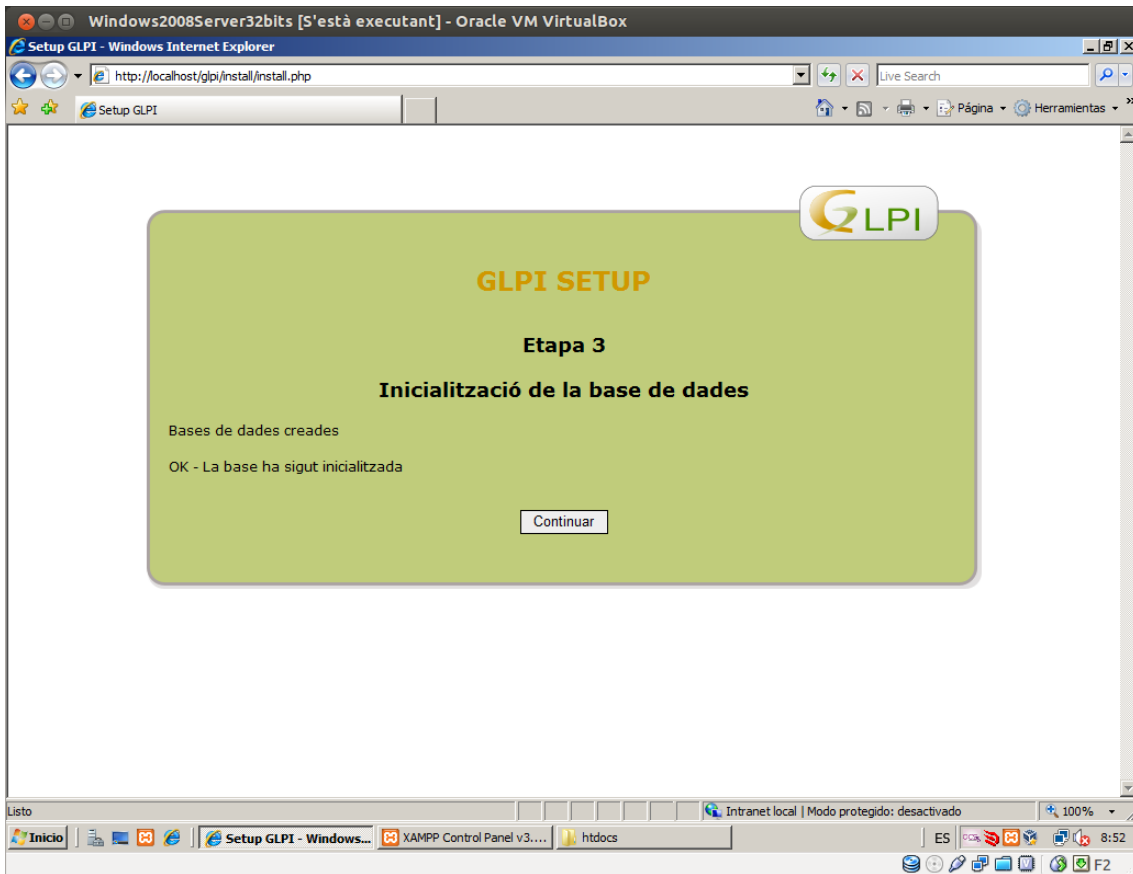 Windows2008Server32bits [S'està executant] - Oracle VM VirtualBox
Setup GLPI - Windows Internet Explorer
http://localhost/glpi/install/install.php
Live Search
Setup GLPI
Página
Herramientas
GLPI
GLPI SETUP
Etapa 3
Inicialització de la base de dades
Bases de dades creades
OK - La base ha sigut inicialitzada
Continuar
Listo
Intranet local | Modo protegido: desactivado
100%
Inicio
Setup GLPI - Windows...
XAMPP Control Panel v3....
htdocs
ES
8:52
F2